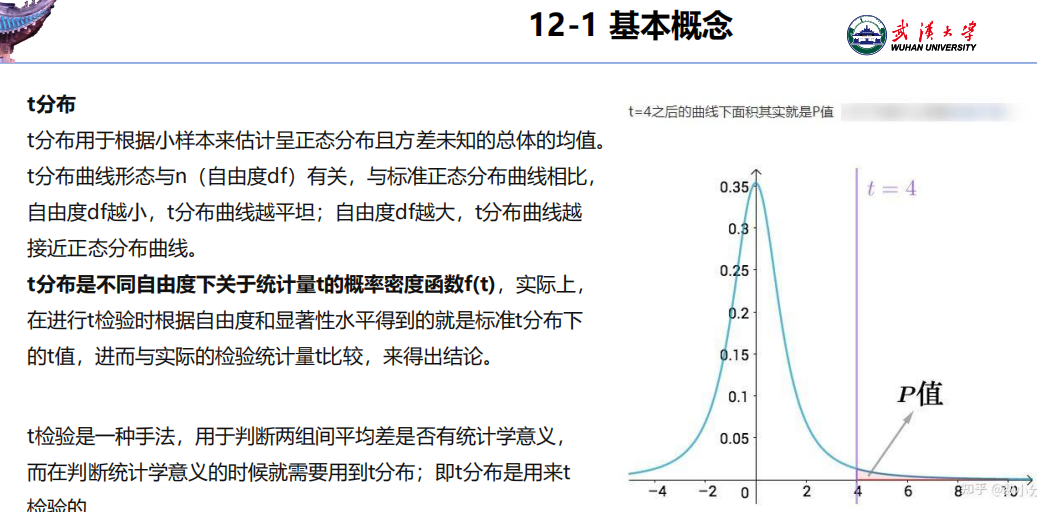 12-1 基本概念
武汉大学
WUHAN UNIVERSITY
t分布
t分布用于根据小样本来估计呈正态分布且方差未知的总体的均值。
t分布曲线形态与n（自由度df）有关，与标准正态分布曲线相比，
自由度df越小，t分布曲线越平坦；自由度df越大，t分布曲线越
接近正态分布曲线。
t分布是不同自由度下关于统计量t的概率密度函数f(t)，实际上，
在进行t检验时根据自由度和显著性水平得到的就是标准t分布下
的t值，进而与实际的检验统计量t比较，来得出结论。
t检验是一种手法，用于判断两组间平均差是否有统计学意义，
而在判断统计学意义的时候就需要用到t分布；即t分布是用来t
检验的
t=4之后的曲线下面积其实就是P值
t = 4
0.35
0.3
0.25
0.2
0.15
0.1
0.05
P值
−4 −2 0 2 4 6 8 10
知乎